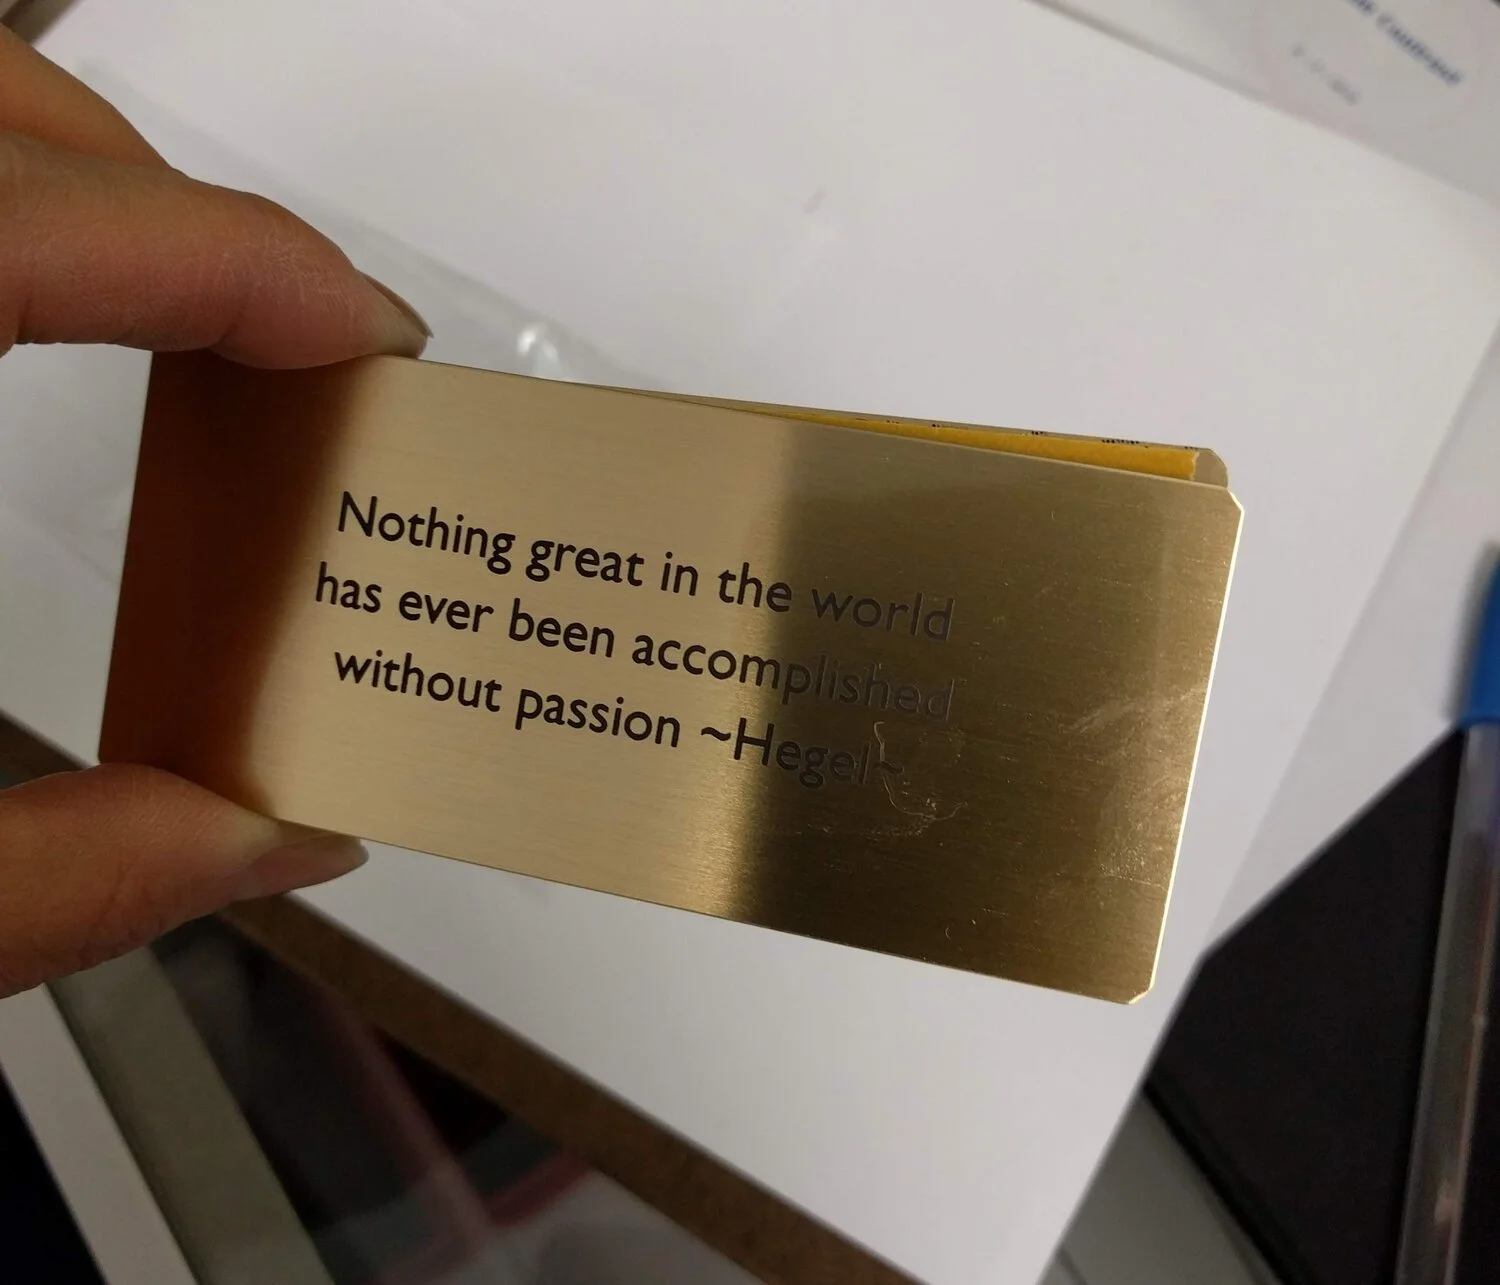 Nothing great in the world
has ever been accomplished
without passion ~Hegel~